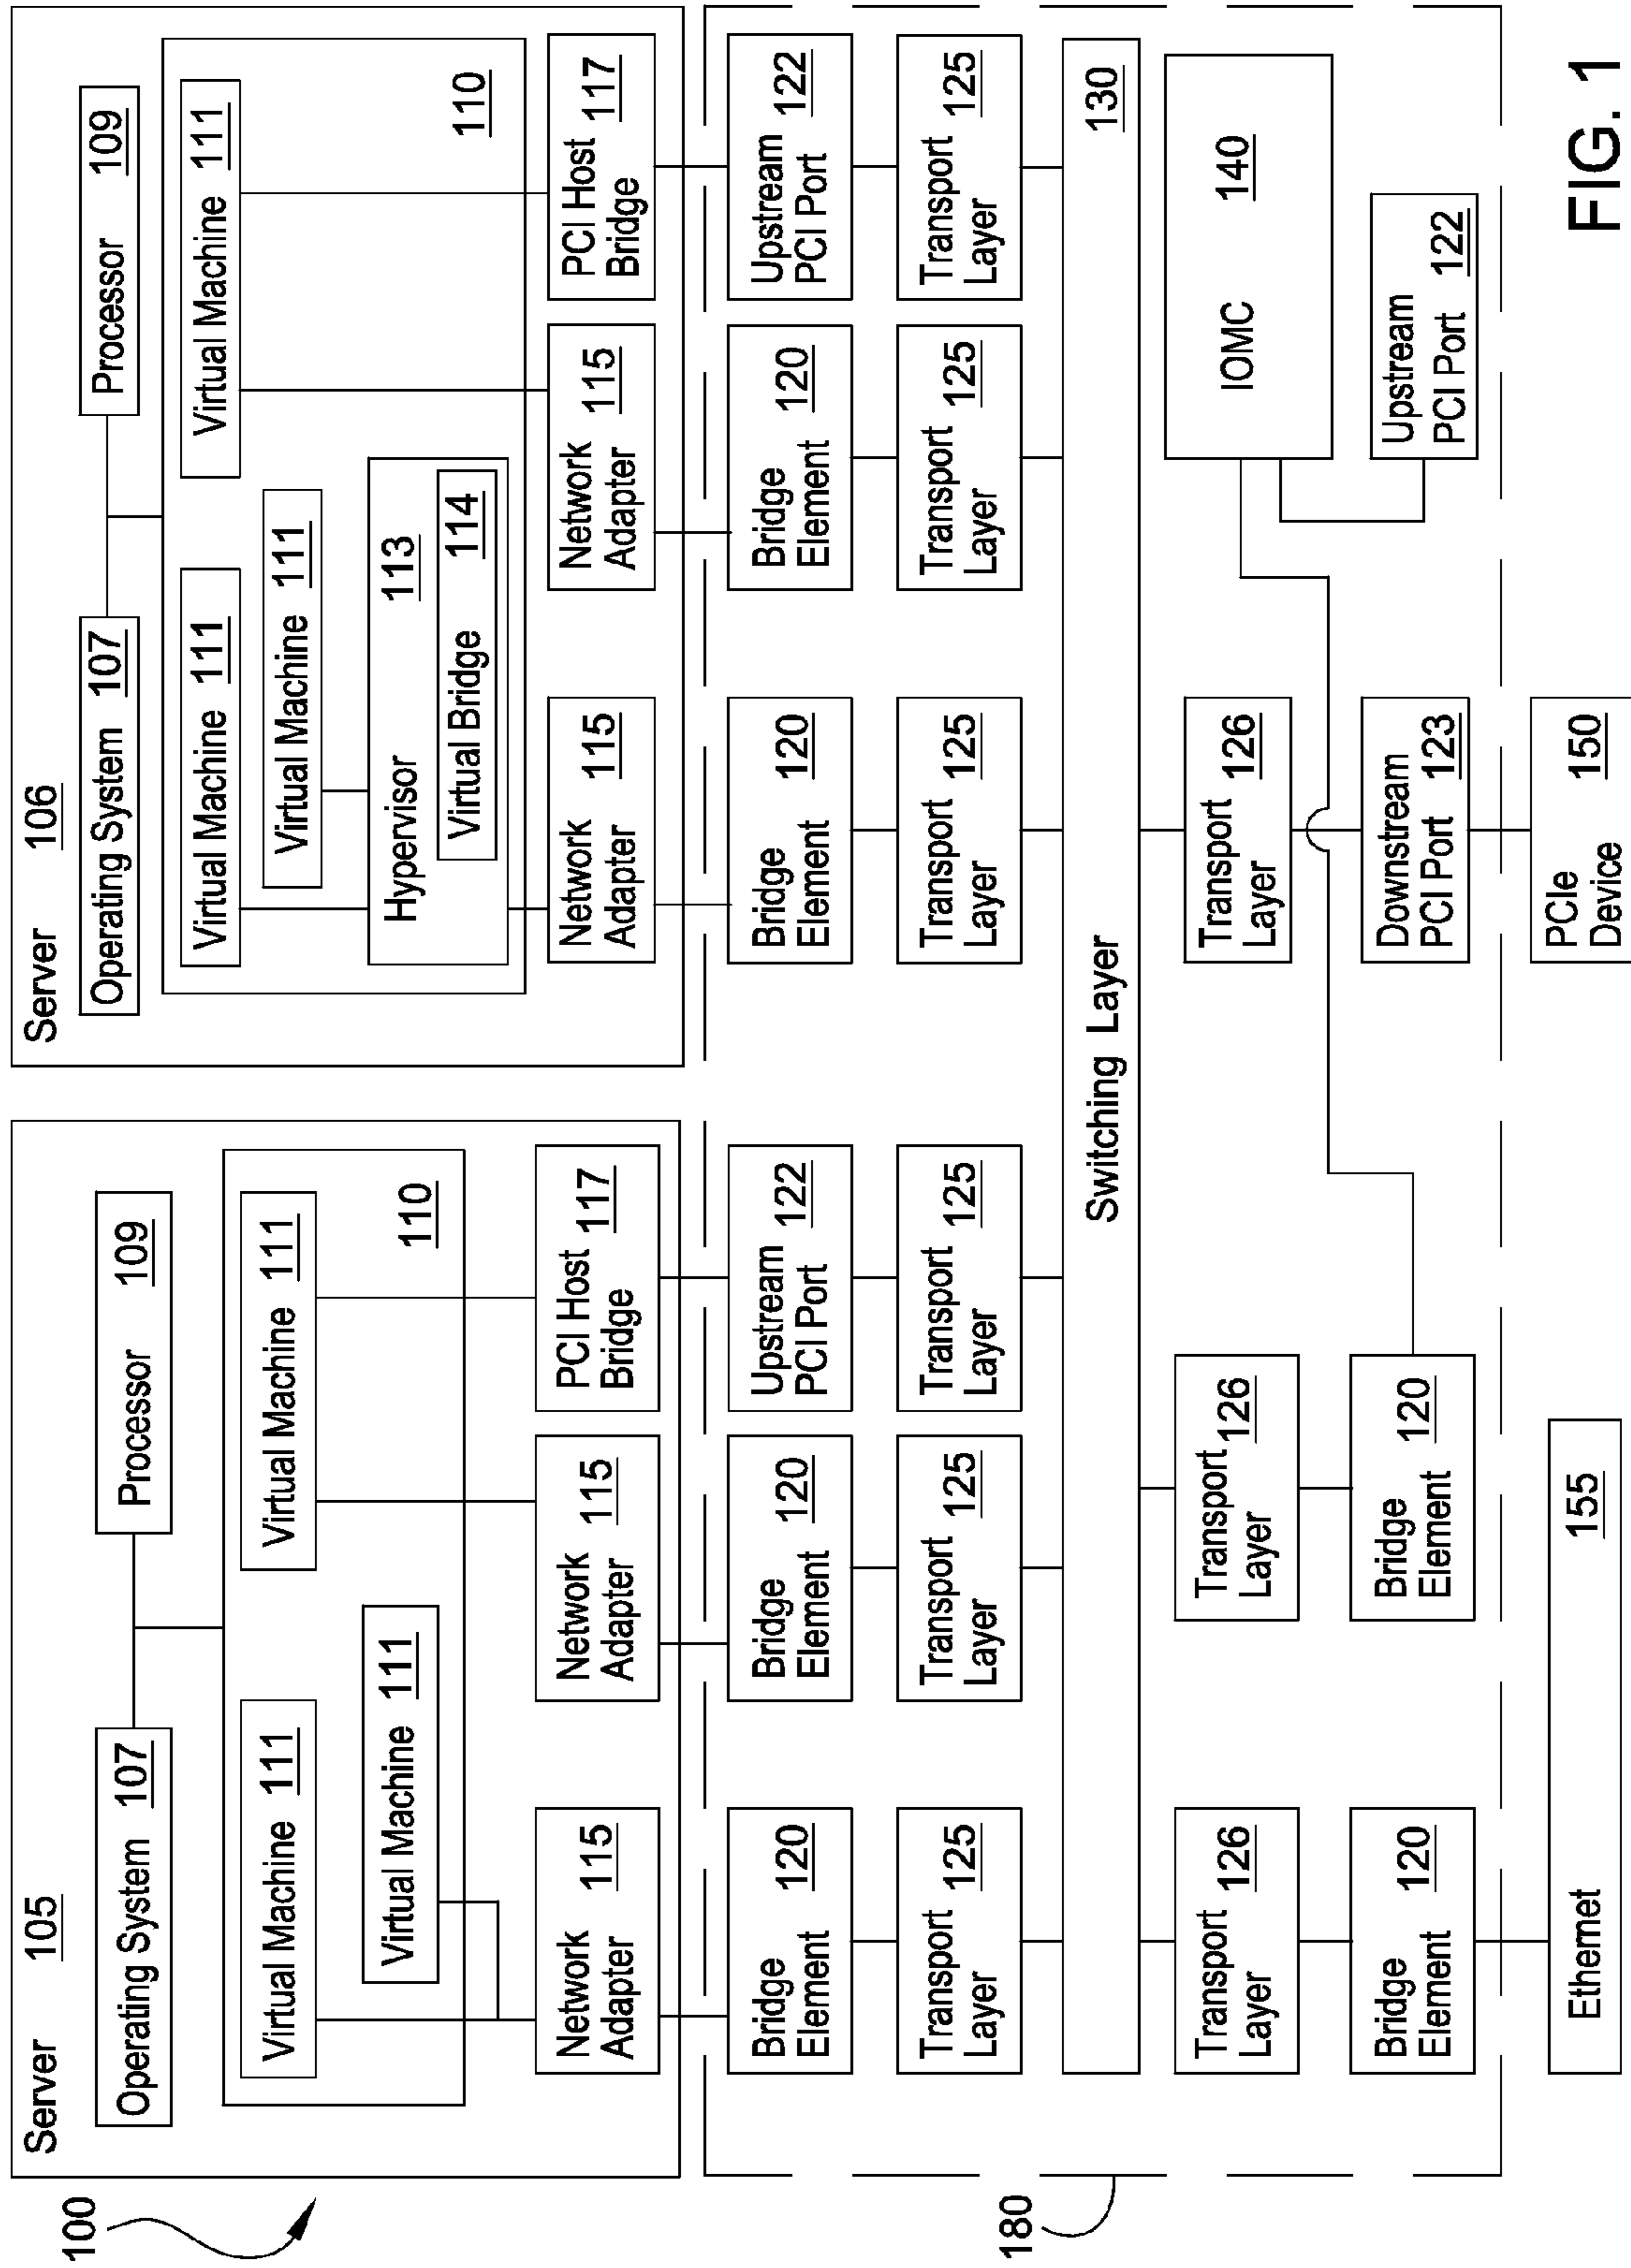 100
Server 105
Operating System 107
Processor 109
Virtual Machine 111
Virtual Machine 111
Virtual Machine 111
110
Network
Adapter 115
Network
Adapter 115
PCI Host
Bridge 117
Server 106
Operating System 107
Processor 109
Virtual Machine 111
Virtual Machine 111
Virtual Machine 111
Hypervisor 113
Virtual Bridge 114
110
Network
Adapter 115
Network
Adapter 115
PCI Host
Bridge 117
180
Bridge
Element 120
Bridge
Element 120
Upstream
PCI Port 122
Bridge
Element 120
Bridge
Element 120
Upstream
PCI Port 122
Transport
Layer 125
Transport
Layer 125
Transport
Layer 125
Transport
Layer 125
Transport
Layer 125
Transport
Layer 125
Switching Layer 130
Transport
Layer 126
Transport
Layer 126
Transport
Layer 126
IOMC 140
Bridge
Element 120
Bridge
Element 120
Downstream
PCI Port 123
Upstream
PCI Port 122
Ethernet 155
PCIe
Device 150
FIG. 1